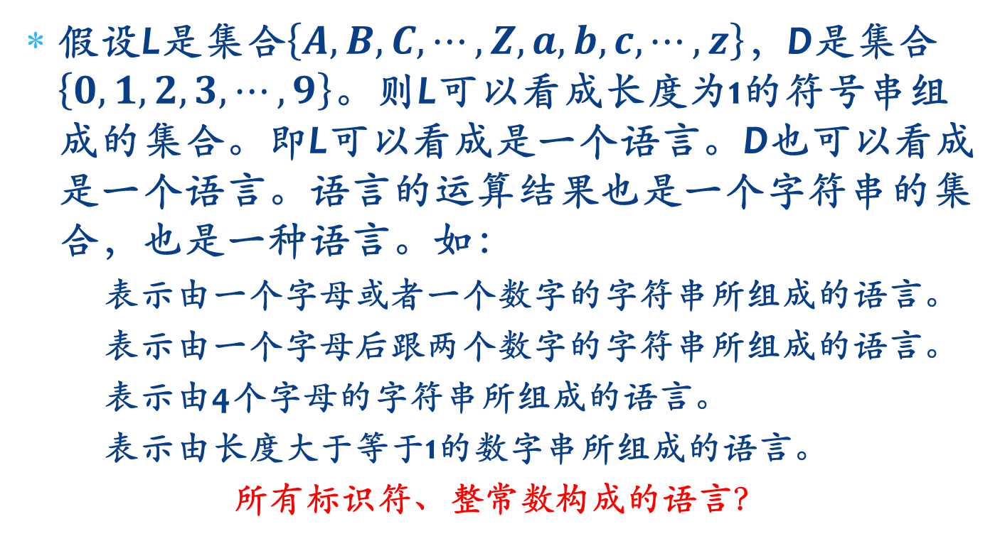 * 假设L是集合{A, B, C, ⋯, Z, a, b, c, ⋯, z}，D是集合
{0, 1, 2, 3, ⋯, 9}。则L可以看成长度为1的符号串组
成的集合。即L可以看成是一个语言。D也可以看成
是一个语言。语言的运算结果也是一个字符串的集
合，也是一种语言。如：
表示由一个字母或者一个数字的字符串所组成的语言。
表示由一个字母后跟两个数字的字符串所组成的语言。
表示由4个字母的字符串所组成的语言。
表示由长度大于等于1的数字串所组成的语言。
所有标识符、整常数构成的语言?